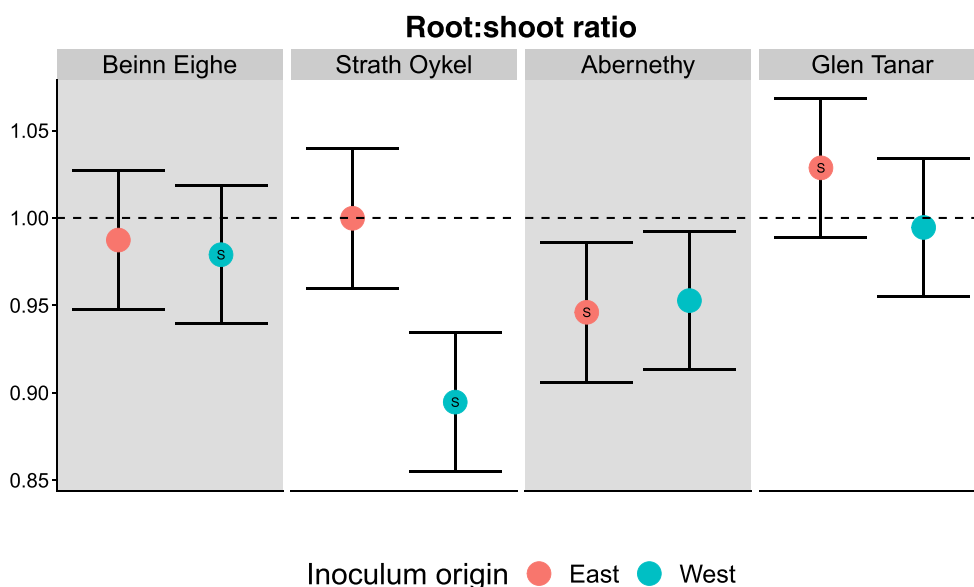 Root:shoot ratio
Beinn Eighe Strath Oykel Abernethy Glen Tanar
1.05
S
1.00
S
0.95
S
0.90
S
0.85
Inoculum origin East West